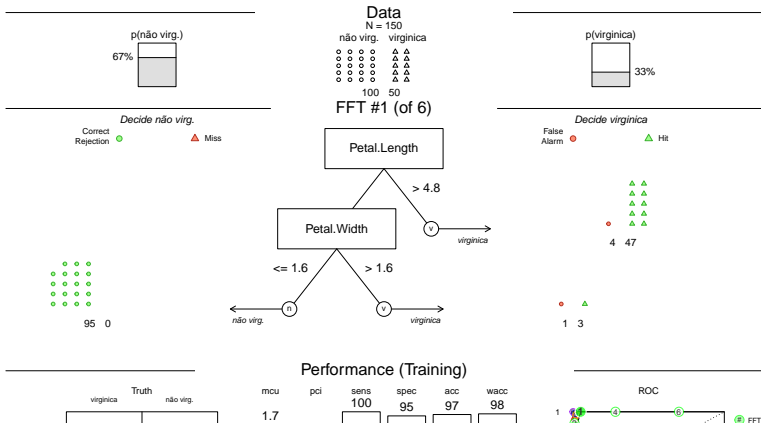 Data
N = 150
p(não virg.)
não virg. virginica
p(virginica)
67%
33%
100 50
FFT #1 (of 6)
Decide não virg.
Decide virginica
Correct
Rejection
Miss
False
Alarm
Hit
Petal.Length
> 4.8
Petal.Width
v
virginica
4 47
<= 1.6
> 1.6
n
v
não virg.
virginica
95 0
1 3
Performance (Training)
Truth
mcu
pci
sens
spec
acc
wacc
ROC
virginica
não virg.
100
95
97
98
1.7
1
4
6
# FFT